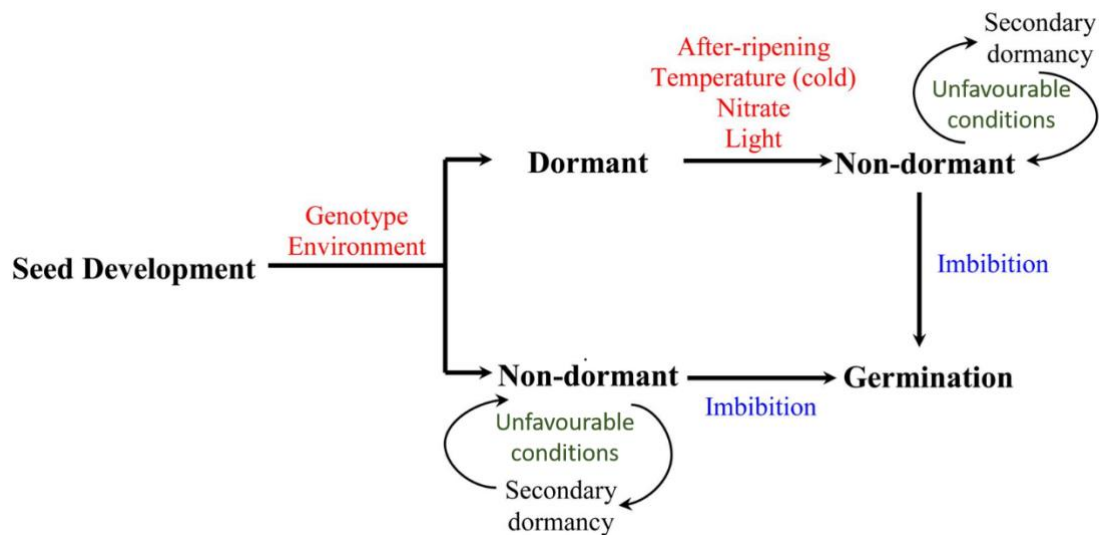 Secondary
dormancy
Unfavourable
conditions
After-ripening
Temperature (cold)
Nitrate
Light
Dormant
Non-dormant
Genotype
Environment
Seed Development
Imbibition
Non-dormant
Imbibition
Germination
Unfavourable
conditions
Secondary
dormancy